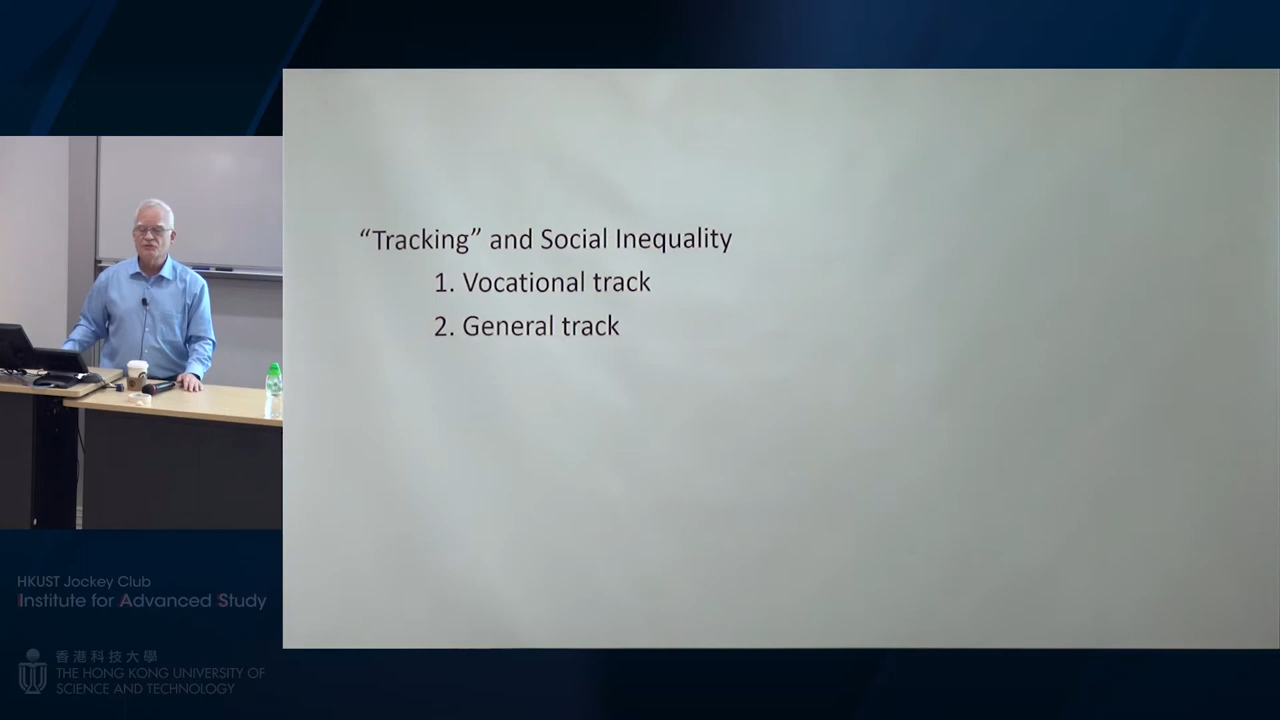 “Tracking” and Social Inequality
1. Vocational track
2. General track
HKUST Jockey Club
Institute for Advanced Study
香港科技大學
THE HONG KONG UNIVERSITY OF
SCIENCE AND TECHNOLOGY